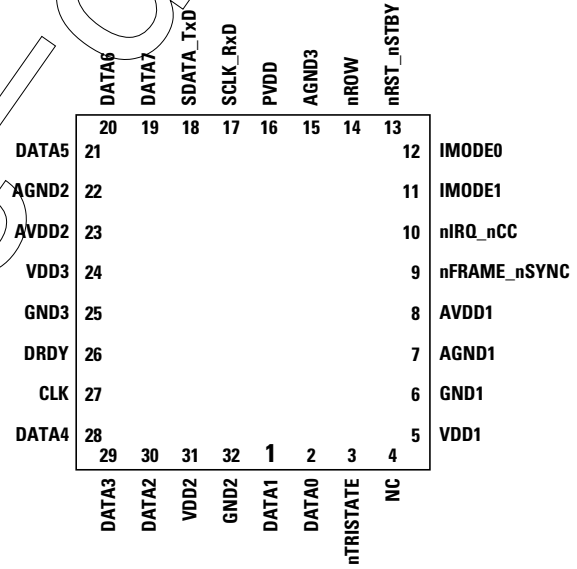 DATA6 DATA7 SDATA_TxD SCLK_RxD PVDD AGND3 nROW nRST_nSTBY
20 19 18 17 16 15 14 13
DATA5 21 12 IMODE0
AGND2 22 11 IMODE1
AVDD2 23 10 nIRQ_nCC
VDD3 24 9 nFRAME_nSYNC
GND3 25 8 AVDD1
DRDY 26 7 AGND1
CLK 27 6 GND1
DATA4 28 5 VDD1
29 30 31 32 1 2 3 4
DATA3 DATA2 VDD2 GND2 DATA1 DATA0 nTRISTATE NC